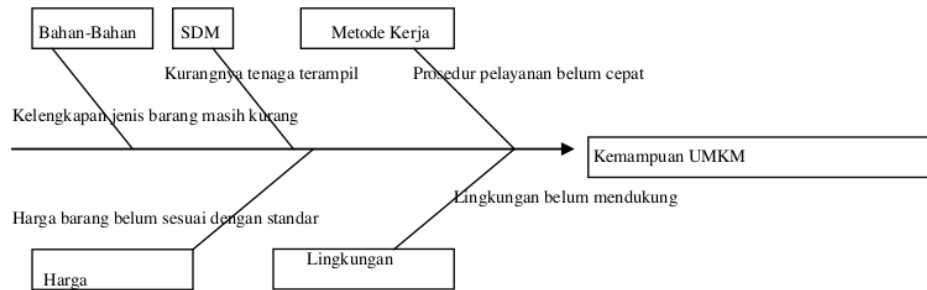 Bahan-Bahan
SDM
Metode Kerja
Kurangnya tenaga terampil
Prosedur pelayanan belum cepat
Kelengkapan jenis barang masih kurang
Kemampuan UMKM
Lingkungan belum mendukung
Harga barang belum sesuai dengan standar
Lingkungan
Harga